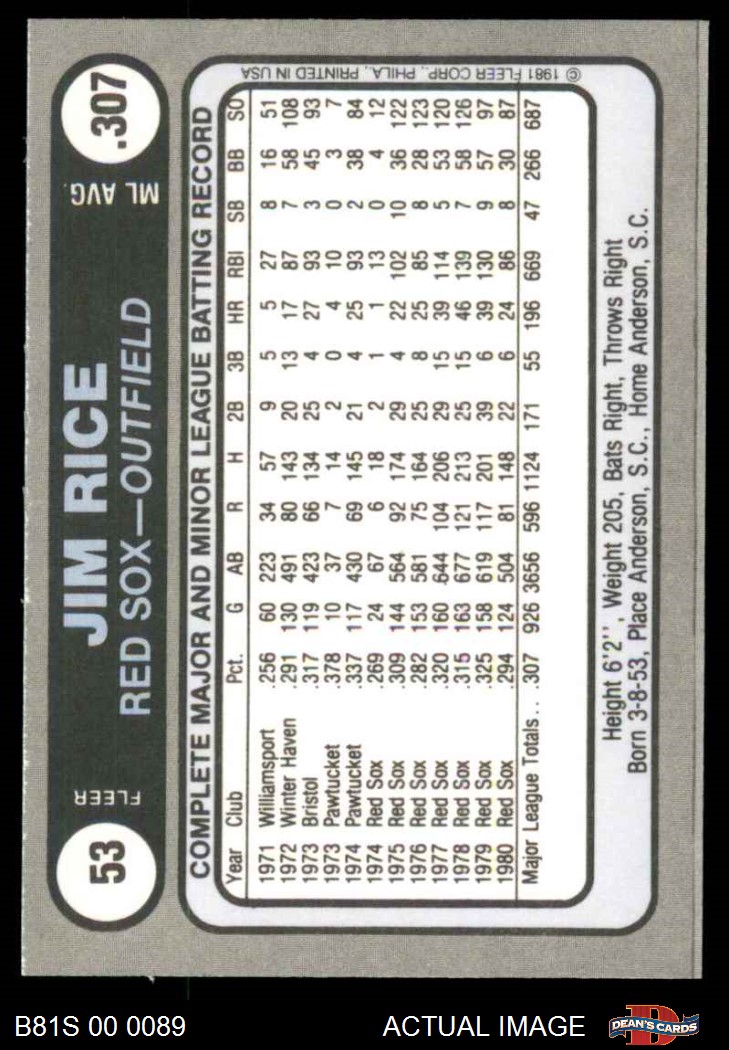 53
FLEER
JIM RICE
RED SOX—OUTFIELD
ML AVG.
.307
COMPLETE MAJOR AND MINOR LEAGUE BATTING RECORD
Year Club Pct. G AB R H 2B 3B HR RBI SB BB SO
1971 Williamsport .256 60 223 34 57 9 5 5 27 8 16 51
1972 Winter Haven .291 130 491 80 143 20 13 17 87 7 58 108
1973 Bristol .317 119 423 66 134 25 4 27 93 3 45 93
1973 Pawtucket .378 10 37 7 14 2 0 4 10 0 3 7
1974 Pawtucket .337 117 430 69 145 21 4 25 93 2 38 84
1974 Red Sox .269 24 67 6 18 2 1 1 13 0 4 12
1975 Red Sox .309 144 564 92 174 29 4 22 102 10 36 122
1976 Red Sox .282 153 581 75 164 25 8 25 85 8 28 123
1977 Red Sox .320 160 644 104 206 29 15 39 114 5 53 120
1978 Red Sox .315 163 677 121 213 25 15 46 139 7 58 126
1979 Red Sox .325 158 619 117 201 39 6 39 130 9 57 97
1980 Red Sox .294 124 504 81 148 22 6 24 86 8 30 87
Major League Totals . . .307 926 3656 596 1124 171 55 196 669 47 266 687
© 1981 FLEER CORP., PHILA., PRINTED IN USA
Height 6'2'', Weight 205, Bats Right, Throws Right
Born 3-8-53, Place Anderson, S.C., Home Anderson, S.C.
B81S 00 0089 ACTUAL IMAGE
D
DEAN'S CARDS